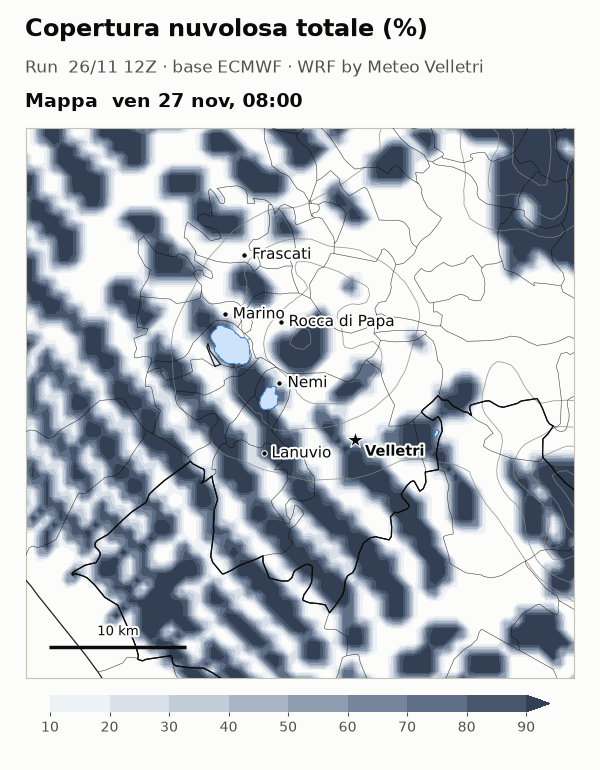 Copertura nuvolosa totale (%)
Run  26/11 12Z · base ECMWF · WRF by Meteo Velletri
Mappa  ven 27 nov, 08:00
Frascati
Marino
Rocca di Papa
Nemi
Velletri
Lanuvio
10 km
10 20 30 40 50 60 70 80 90